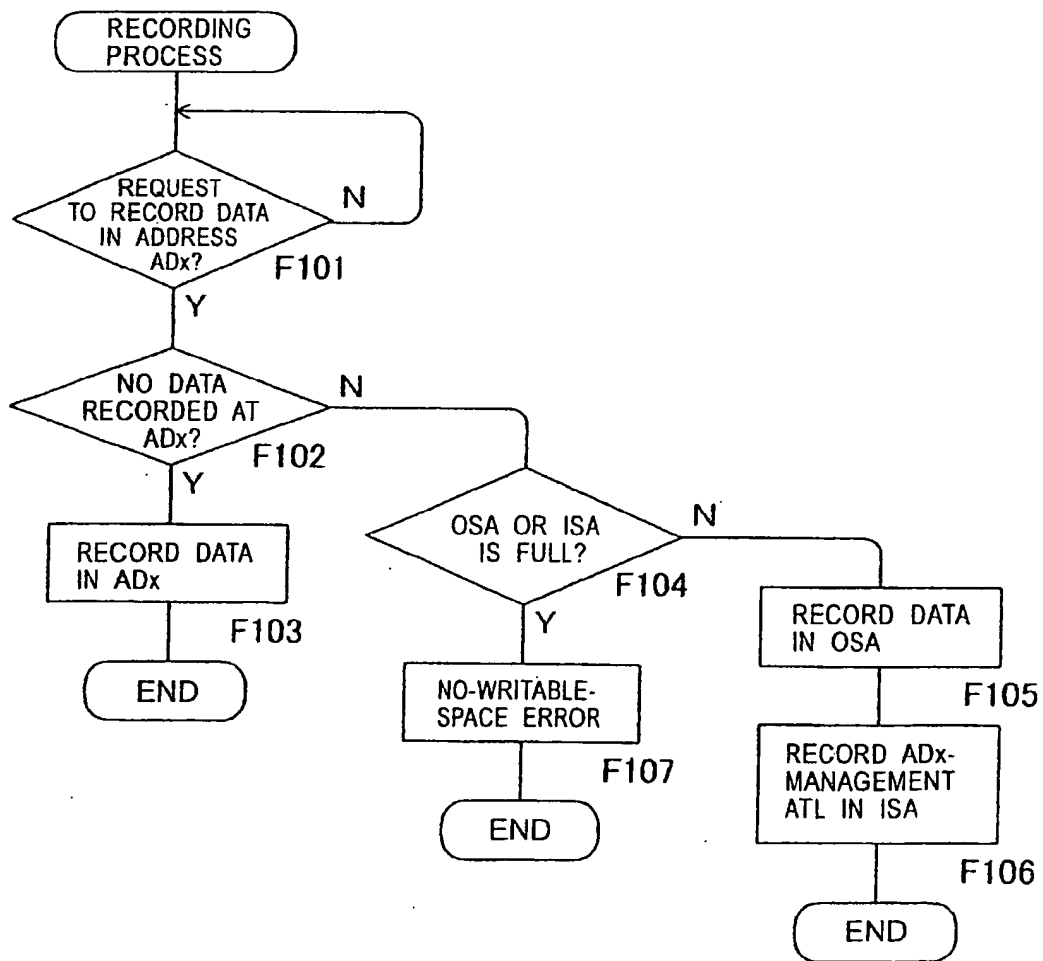 RECORDING
PROCESS
REQUEST
TO RECORD DATA
IN ADDRESS
ADx?
N
F101
Y
NO DATA
RECORDED AT
ADx?
N
F102
Y
RECORD DATA
IN ADx
F103
END
OSA OR ISA
IS FULL?
N
F104
Y
NO-WRITABLE-
SPACE ERROR
F107
END
RECORD DATA
IN OSA
F105
RECORD ADx-
MANAGEMENT
ATL IN ISA
F106
END